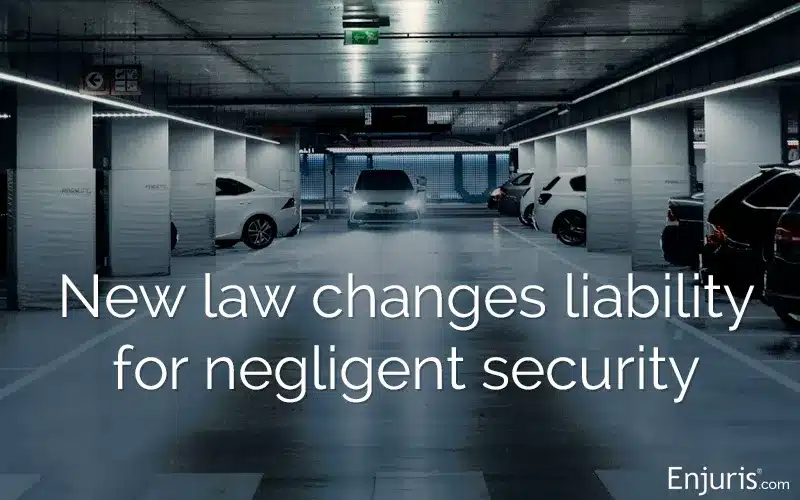 New law changes liability
for negligent security
Enjuris®.com